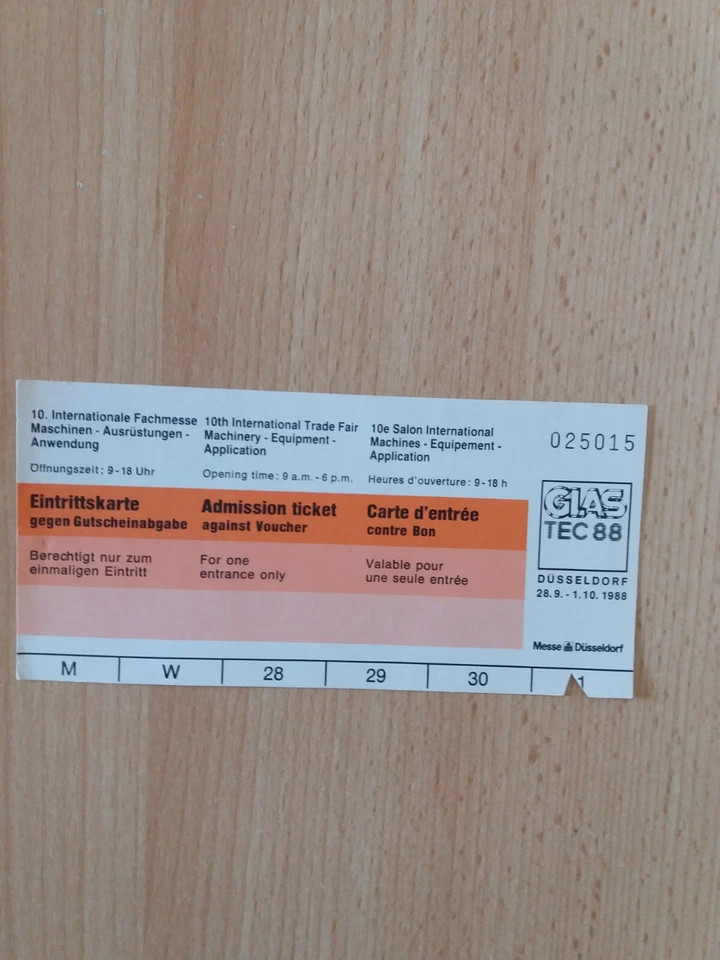 10. Internationale Fachmesse
Maschinen - Ausrüstungen -
Anwendung
Öffnungszeit: 9-18 Uhr
10th International Trade Fair
Machinery - Equipment -
Application
Opening time: 9 a.m. - 6 p.m.
10e Salon International
Machines - Equipement -
Application
Heures d'ouverture: 9-18 h
025015
Eintrittskarte
gegen Gutscheinabgabe
Admission ticket
against Voucher
Carte d'entrée
contre Bon
Berechtigt nur zum
einmaligen Eintritt
For one
entrance only
Valable pour
une seule entrée
GLAS
TEC 88
DÜSSELDORF
28.9. - 1.10. 1988
Messe Düsseldorf
M W 28 29 30 1